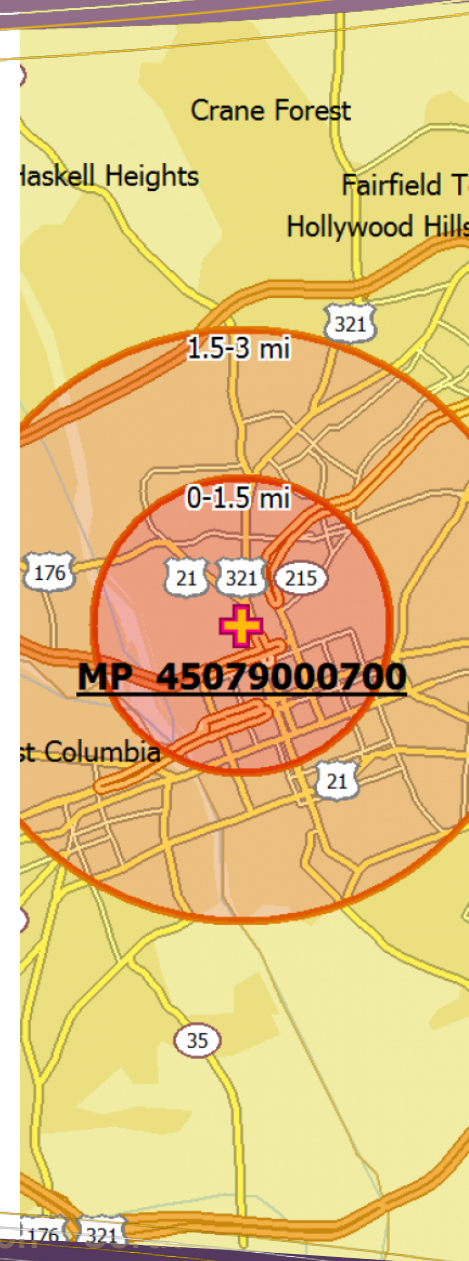 Crane Forest
Haskell Heights
Fairfield T
Hollywood Hills
321
1.5-3 mi
0-1.5 mi
176
21
321
215
MP 45079000700
st Columbia
21
35
176
321